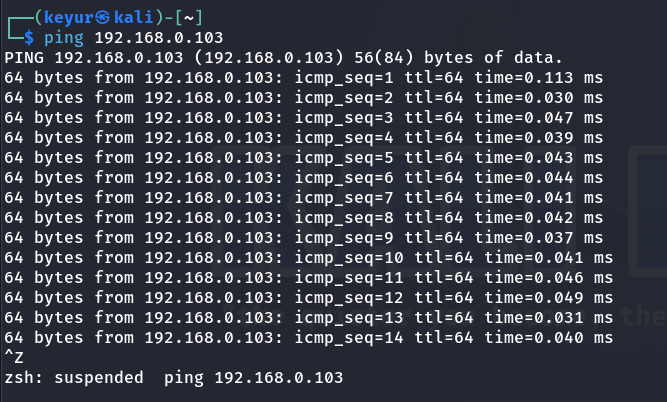 ┌──(keyur㉿kali)-[~]
└─$ ping 192.168.0.103
PING 192.168.0.103 (192.168.0.103) 56(84) bytes of data.
64 bytes from 192.168.0.103: icmp_seq=1 ttl=64 time=0.113 ms
64 bytes from 192.168.0.103: icmp_seq=2 ttl=64 time=0.030 ms
64 bytes from 192.168.0.103: icmp_seq=3 ttl=64 time=0.047 ms
64 bytes from 192.168.0.103: icmp_seq=4 ttl=64 time=0.039 ms
64 bytes from 192.168.0.103: icmp_seq=5 ttl=64 time=0.043 ms
64 bytes from 192.168.0.103: icmp_seq=6 ttl=64 time=0.044 ms
64 bytes from 192.168.0.103: icmp_seq=7 ttl=64 time=0.041 ms
64 bytes from 192.168.0.103: icmp_seq=8 ttl=64 time=0.042 ms
64 bytes from 192.168.0.103: icmp_seq=9 ttl=64 time=0.037 ms
64 bytes from 192.168.0.103: icmp_seq=10 ttl=64 time=0.041 ms
64 bytes from 192.168.0.103: icmp_seq=11 ttl=64 time=0.046 ms
64 bytes from 192.168.0.103: icmp_seq=12 ttl=64 time=0.049 ms
64 bytes from 192.168.0.103: icmp_seq=13 ttl=64 time=0.031 ms
64 bytes from 192.168.0.103: icmp_seq=14 ttl=64 time=0.040 ms
^Z
zsh: suspended  ping 192.168.0.103